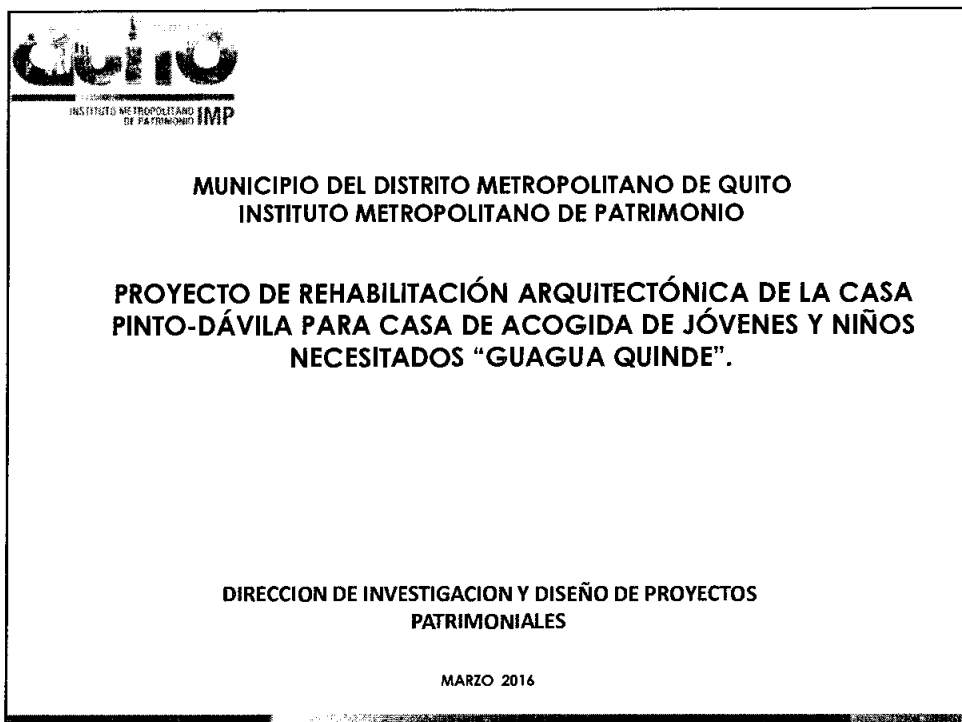 Quito
INSTITUTO METROPOLITANO
DE PATRIMONIO IMP
MUNICIPIO DEL DISTRITO METROPOLITANO DE QUITO
INSTITUTO METROPOLITANO DE PATRIMONIO
PROYECTO DE REHABILITACIÓN ARQUITECTÓNICA DE LA CASA
PINTO-DÁVILA PARA CASA DE ACOGIDA DE JÓVENES Y NIÑOS
NECESITADOS “GUAGUA QUINDE”.
DIRECCION DE INVESTIGACION Y DISEÑO DE PROYECTOS
PATRIMONIALES
MARZO 2016